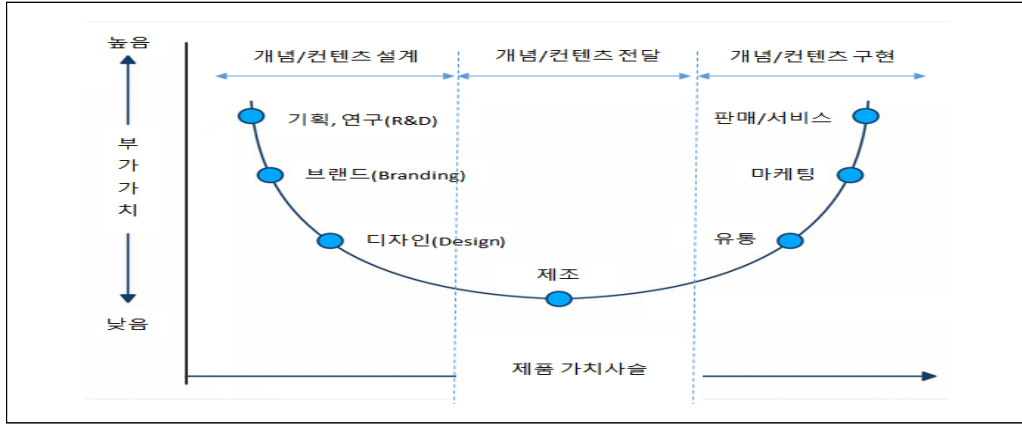 높음
개념/컨텐츠 설계
개념/컨텐츠 전달
개념/컨텐츠 구현
기획, 연구(R&D)
판매/서비스
부
가
가
치
브랜드(Branding)
마케팅
디자인(Design)
유통
제조
낮음
제품 가치사슬